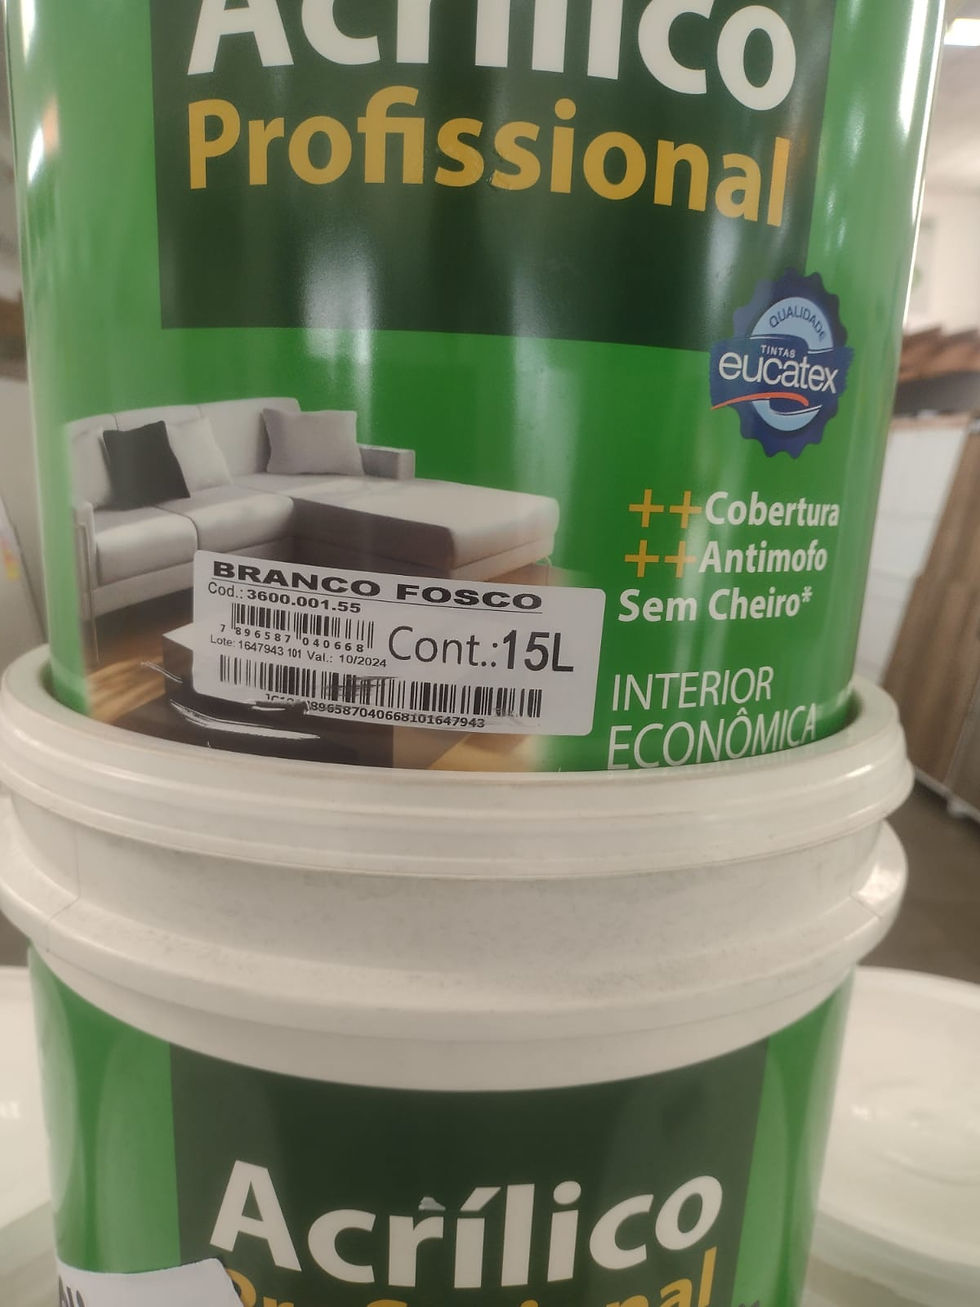 Acrílico
Profissional
QUALIDADE
TINTAS
eucatex
++Cobertura
++Antimofo
Sem Cheiro*
BRANCO FOSCO
Cod.: 3600.001.55
7 896587 040668
Cont.:15L
Lote: 1647943 101 Val.: 10/2024
INTERIOR
ECONÔMICA
Acrílico
Profissional